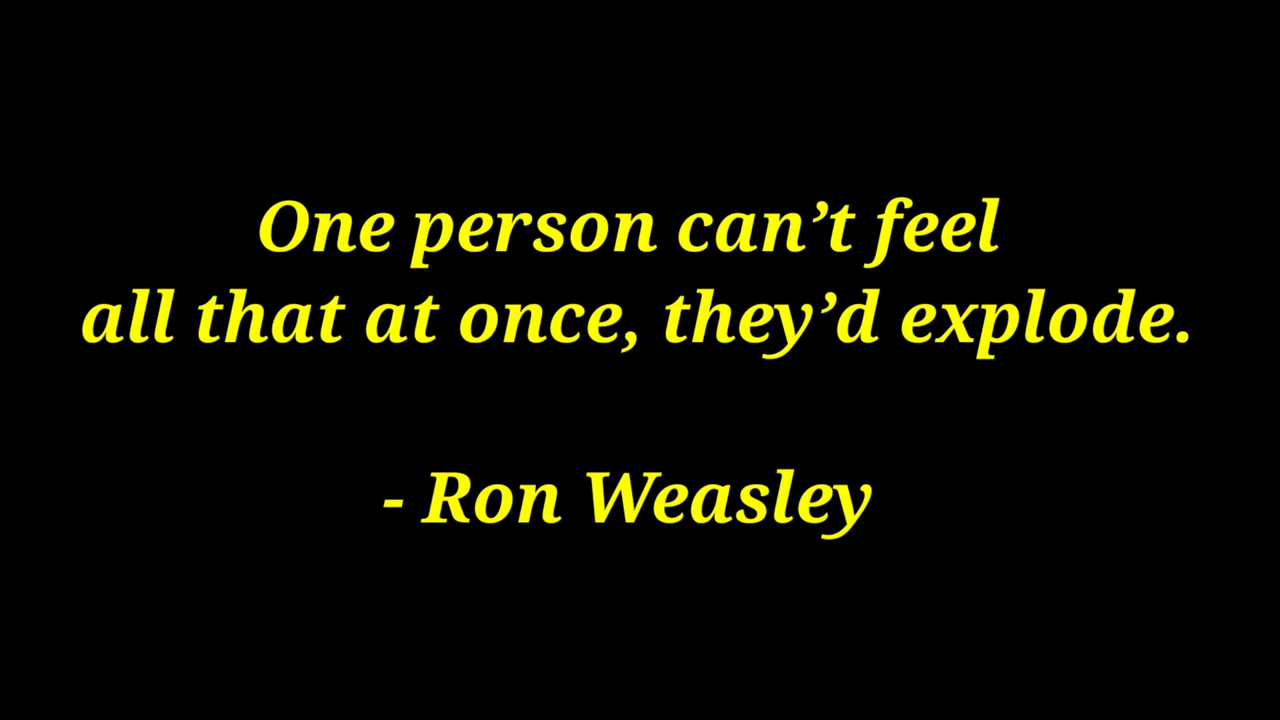 One person can’t feel
all that at once, they’d explode.
- Ron Weasley